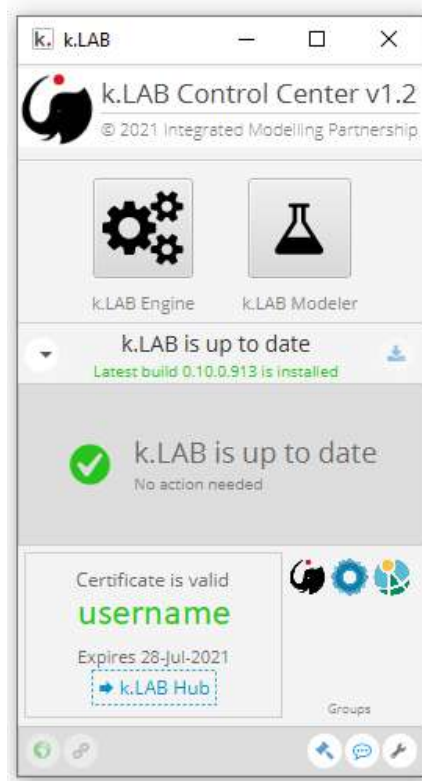 k. k.LAB
k.LAB Control Center v1.2
© 2021 Integrated Modelling Partnership
k.LAB Engine
k.LAB Modeler
k.LAB is up to date
Latest build 0.10.0.913 is installed
k.LAB is up to date
No action needed
Certificate is valid
username
Expires 28-Jul-2021
k.LAB Hub
Groups